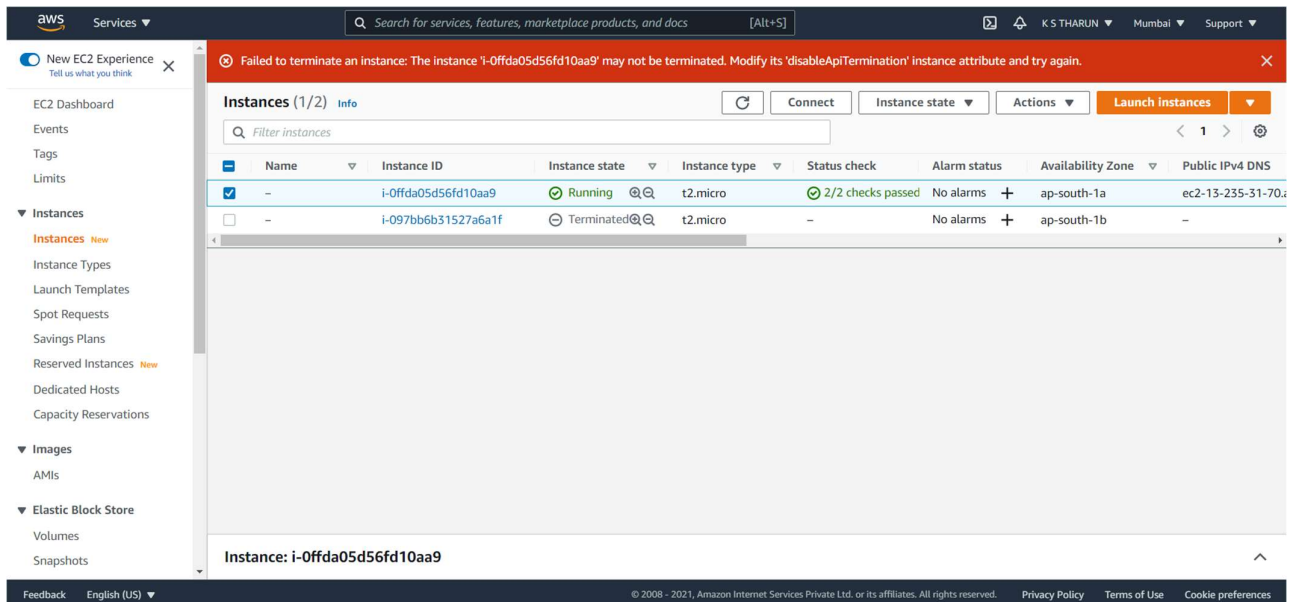 aws Services ▼ Search for services, features, marketplace products, and docs [Alt+S] K S THARUN ▼ Mumbai ▼ Support ▼
New EC2 Experience
Tell us what you think
Failed to terminate an instance: The instance 'i-0ffda05d56fd10aa9' may not be terminated. Modify its 'disableApiTermination' instance attribute and try again.
EC2 Dashboard
Events
Tags
Limits
Instances
Instances New
Instance Types
Launch Templates
Spot Requests
Savings Plans
Reserved Instances New
Dedicated Hosts
Capacity Reservations
Images
AMIs
Elastic Block Store
Volumes
Snapshots
Instances (1/2) Info Connect Instance state ▼ Actions ▼ Launch instances ▼
Filter instances < 1 >
Name Instance ID Instance state Instance type Status check Alarm status Availability Zone Public IPv4 DNS
– i-0ffda05d56fd10aa9 Running t2.micro 2/2 checks passed No alarms + ap-south-1a ec2-13-235-31-70.a
– i-097bb6b31527a6a1f Terminated t2.micro – No alarms + ap-south-1b –
Instance: i-0ffda05d56fd10aa9
Feedback English (US) ▼ © 2008 - 2021, Amazon Internet Services Private Ltd. or its affiliates. All rights reserved. Privacy Policy Terms of Use Cookie preferences